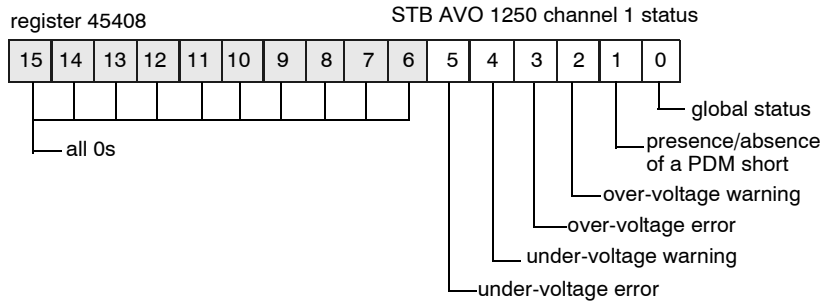 register 45408
STB AVO 1250 channel 1 status
15 14 13 12 11 10 9 8 7 6 5 4 3 2 1 0
global status
all 0s
presence/absence
of a PDM short
over-voltage warning
over-voltage error
under-voltage warning
under-voltage error